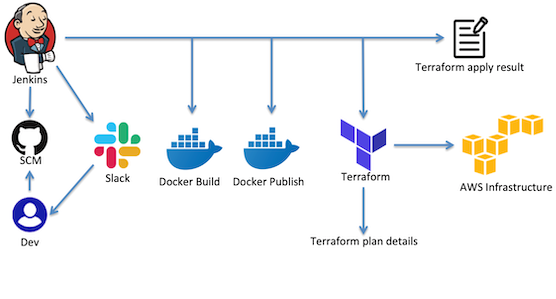 Jenkins
Terraform apply result
SCM
Slack
Docker Build
Docker Publish
Terraform
AWS Infrastructure
Dev
Terraform plan details